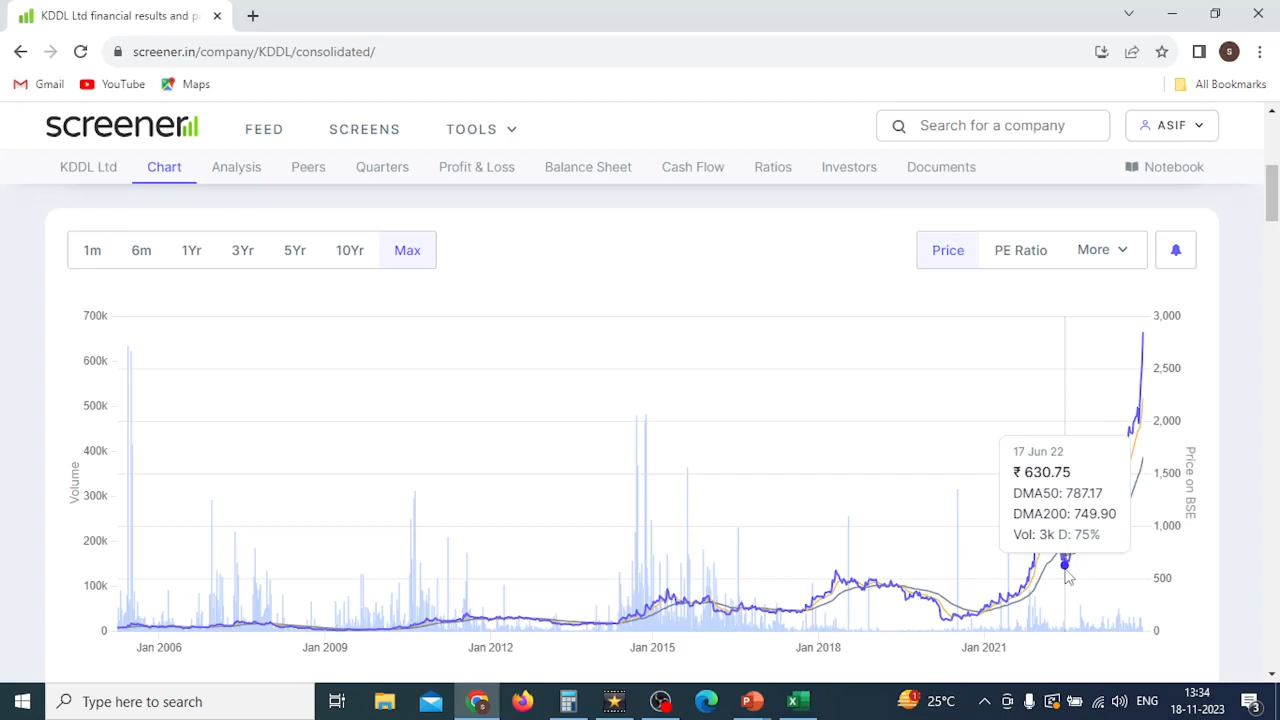 KDDL Ltd financial results and p
screener.in/company/KDDL/consolidated/
S
Gmail YouTube Maps All Bookmarks
screener FEED SCREENS TOOLS Search for a company ASIF
KDDL Ltd Chart Analysis Peers Quarters Profit & Loss Balance Sheet Cash Flow Ratios Investors Documents Notebook
1m 6m 1Yr 3Yr 5Yr 10Yr Max Price PE Ratio More
700k 3,000
600k
2,500
500k
2,000
400k
17 Jun 22
₹ 630.75
1,500
DMA50: 787.17
300k
DMA200: 749.90
1,000
Vol: 3k D: 75%
200k
100k 500
0 0
Volume
Price on BSE
Jan 2006 Jan 2009 Jan 2012 Jan 2015 Jan 2018 Jan 2021
Type here to search 1 25°C ENG 13:34
18-11-2023 3